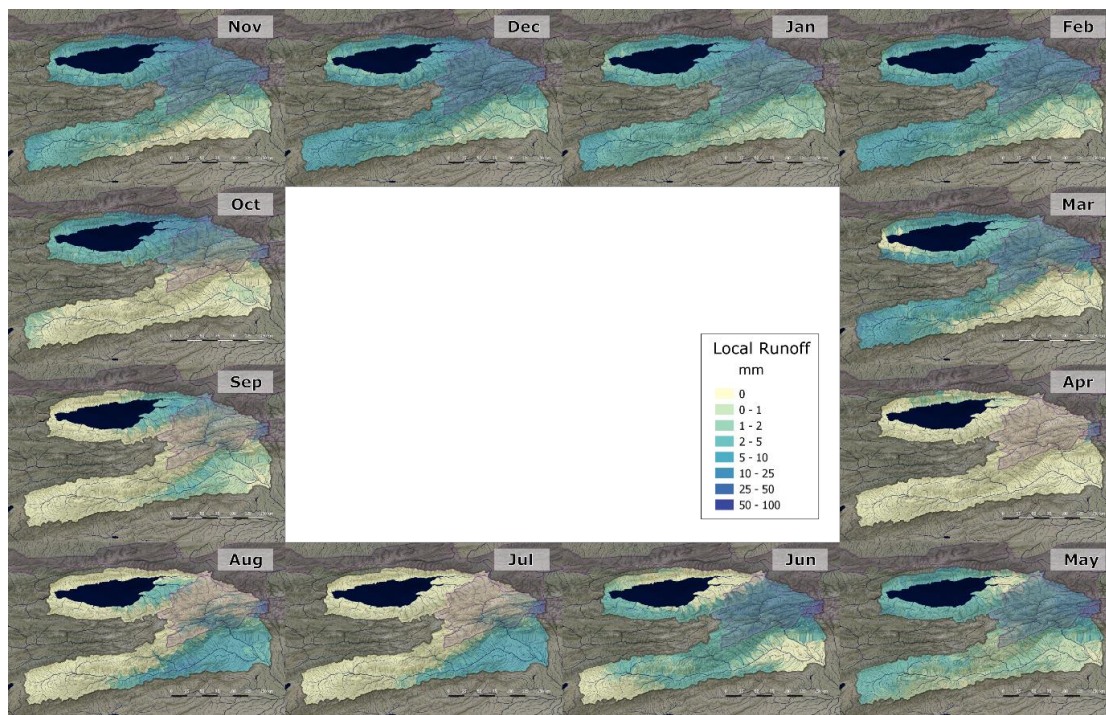 Nov
Dec
Jan
Feb
Oct
Mar
Sep
Apr
Local Runoff
mm
0
0 - 1
1 - 2
2 - 5
5 - 10
10 - 25
25 - 50
50 - 100
Aug
Jul
Jun
May